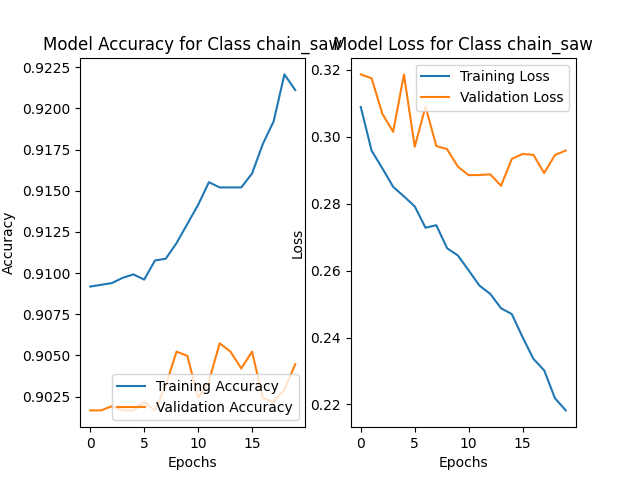 Model Accuracy for Class chain_saw
0.9225
0.9200
0.9175
0.9150
0.9125
0.9100
0.9075
0.9050
0.9025
Accuracy
Training Accuracy
Validation Accuracy
0 5 10 15
Epochs
Model Loss for Class chain_saw
0.32
0.30
0.28
0.26
0.24
0.22
Loss
Training Loss
Validation Loss
0 5 10 15
Epochs